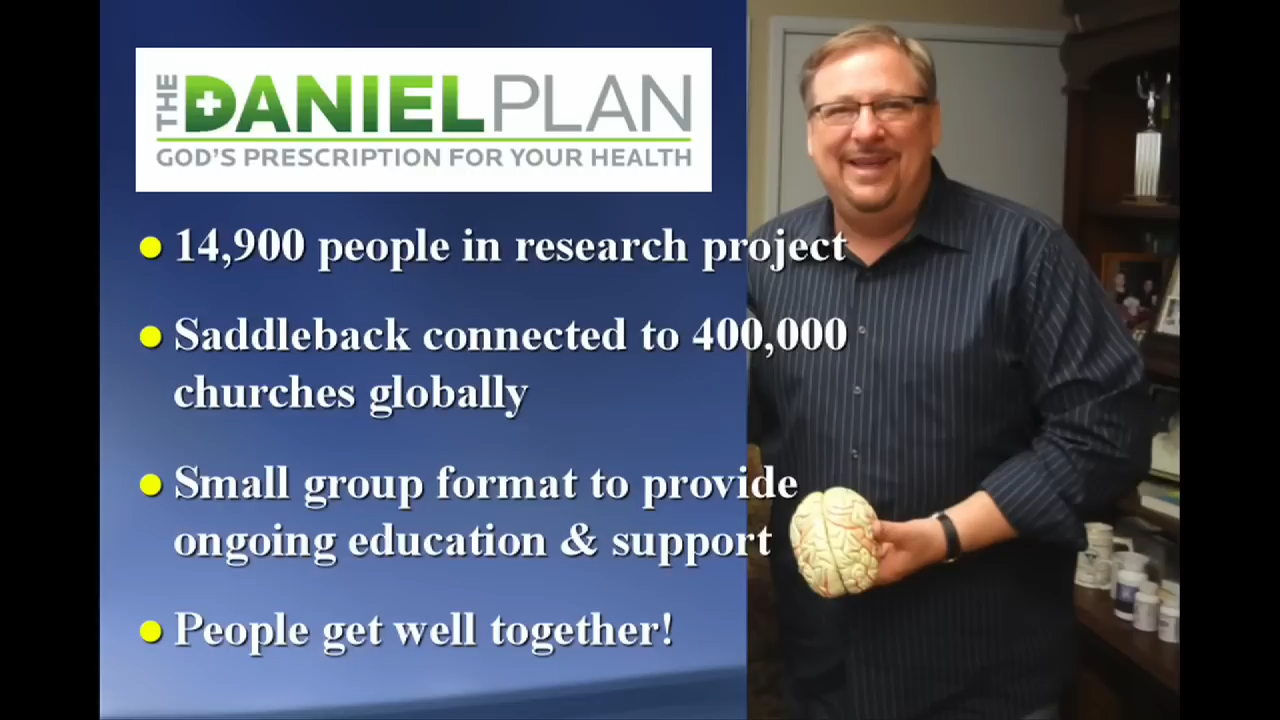 THE DANIEL PLAN
GOD'S PRESCRIPTION FOR YOUR HEALTH
14,900 people in research project
Saddleback connected to 400,000
churches globally
Small group format to provide
ongoing education & support
People get well together!